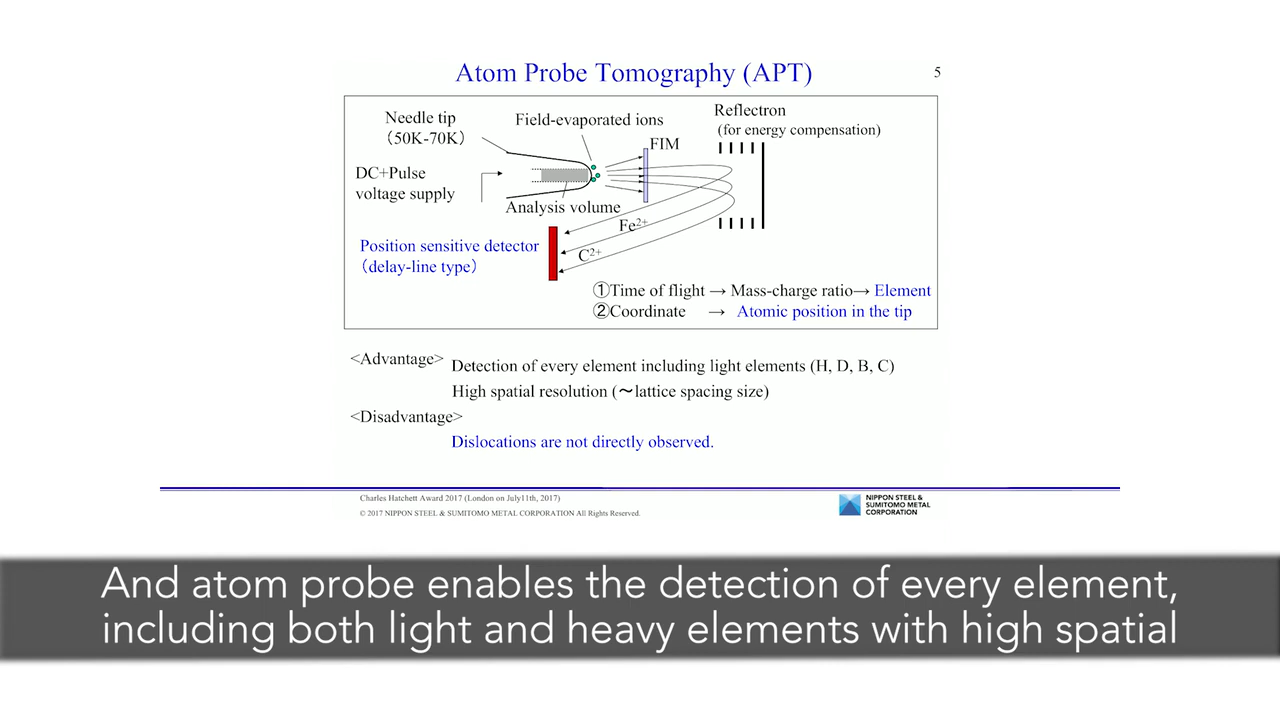 Atom Probe Tomography (APT)
5
Needle tip
（50K-70K）
Field-evaporated ions
FIM
Reflectron
(for energy compensation)
DC+Pulse
voltage supply
Analysis volume
Fe2+
C2+
Position sensitive detector
（delay-line type）
①Time of flight → Mass-charge ratio→ Element
②Coordinate → Atomic position in the tip
<Advantage> Detection of every element including light elements (H, D, B, C)
High spatial resolution (～lattice spacing size)
<Disadvantage>
Dislocations are not directly observed.
Charles Hatchett Award 2017 (London on July11th, 2017)
© 2017 NIPPON STEEL & SUMITOMO METAL CORPORATION All Rights Reserved.
NIPPON STEEL &
SUMITOMO METAL
CORPORATION
And atom probe enables the detection of every element,
including both light and heavy elements with high spatial